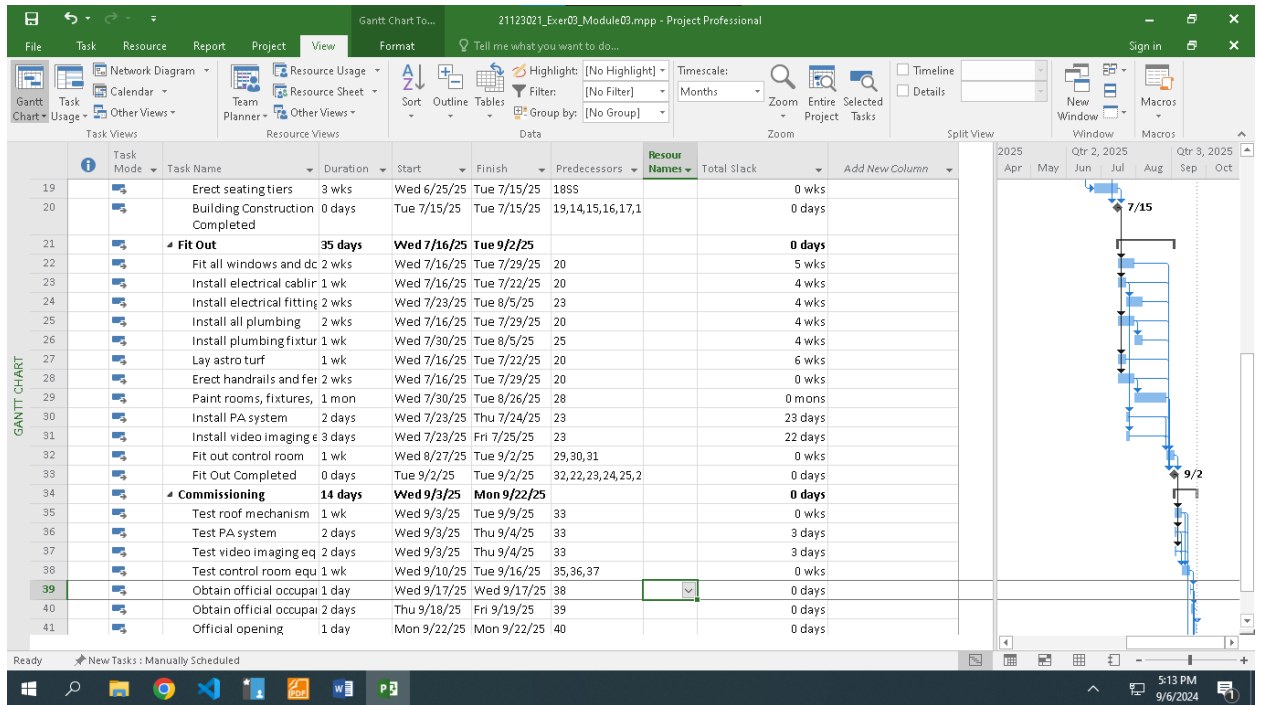 Gantt Chart To... 21123021_Exer03_Module03.mpp - Project Professional
File Task Resource Report Project View Format Tell me what you want to do... Sign in
Gantt Chart Task Usage Network Diagram Calendar Other Views Task Views
Team Planner Resource Usage Resource Sheet Other Views Resource Views
Sort Outline Tables Highlight: [No Highlight] Filter: [No Filter] Group by: [No Group] Data
Timescale: Months Zoom Entire Project Selected Tasks Zoom
Timeline Details Split View
New Window Window
Macros Macros
Task Mode Task Name Duration Start Finish Predecessors Resour Names Total Slack Add New Column
2025 Qtr 2, 2025 Qtr 3, 2025
Apr May Jun Jul Aug Sep Oct
19 Erect seating tiers 3 wks Wed 6/25/25 Tue 7/15/25 18SS 0 wks
20 Building Construction Completed 0 days Tue 7/15/25 Tue 7/15/25 19,14,15,16,17,1 0 days 7/15
21 Fit Out 35 days Wed 7/16/25 Tue 9/2/25 0 days
22 Fit all windows and dc 2 wks Wed 7/16/25 Tue 7/29/25 20 5 wks
23 Install electrical cablir 1 wk Wed 7/16/25 Tue 7/22/25 20 4 wks
24 Install electrical fitting 2 wks Wed 7/23/25 Tue 8/5/25 23 4 wks
25 Install all plumbing 2 wks Wed 7/16/25 Tue 7/29/25 20 4 wks
26 Install plumbing fixtur 1 wk Wed 7/30/25 Tue 8/5/25 25 4 wks
27 Lay astro turf 1 wk Wed 7/16/25 Tue 7/22/25 20 6 wks
28 Erect handrails and fer 2 wks Wed 7/16/25 Tue 7/29/25 20 0 wks
29 Paint rooms, fixtures, 1 mon Wed 7/30/25 Tue 8/26/25 28 0 mons
30 Install PA system 2 days Wed 7/23/25 Thu 7/24/25 23 23 days
31 Install video imaging e 3 days Wed 7/23/25 Fri 7/25/25 23 22 days
32 Fit out control room 1 wk Wed 8/27/25 Tue 9/2/25 29,30,31 0 wks
33 Fit Out Completed 0 days Tue 9/2/25 Tue 9/2/25 32,22,23,24,25,2 0 days 9/2
34 Commissioning 14 days Wed 9/3/25 Mon 9/22/25 0 days
35 Test roof mechanism 1 wk Wed 9/3/25 Tue 9/9/25 33 0 wks
36 Test PA system 2 days Wed 9/3/25 Thu 9/4/25 33 3 days
37 Test video imaging eq 2 days Wed 9/3/25 Thu 9/4/25 33 3 days
38 Test control room equ 1 wk Wed 9/10/25 Tue 9/16/25 35,36,37 0 wks
39 Obtain official occupai 1 day Wed 9/17/25 Wed 9/17/25 38 0 days
40 Obtain official occupai 2 days Thu 9/18/25 Fri 9/19/25 39 0 days
41 Official opening 1 day Mon 9/22/25 Mon 9/22/25 40 0 days
GANTT CHART
Ready New Tasks : Manually Scheduled
5:13 PM
9/6/2024